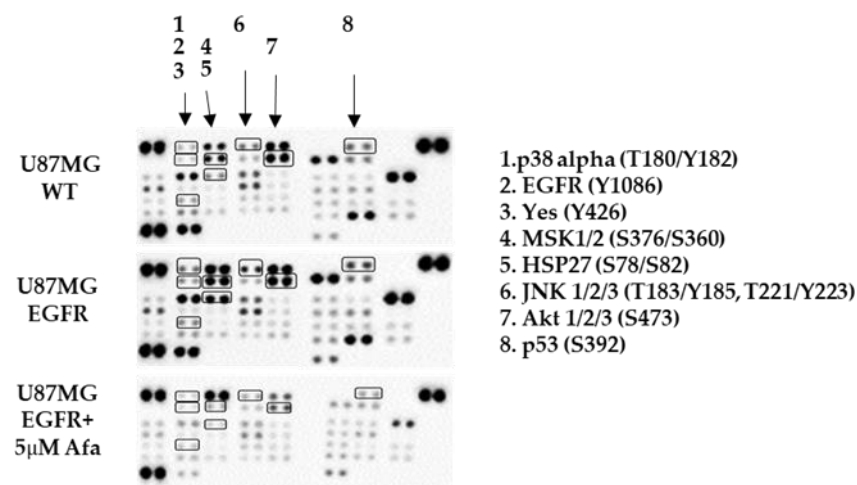 1
2
3
4
5
6
7
8
U87MG
WT
U87MG
EGFR
U87MG
EGFR+
5μM Afa
1.p38 alpha (T180/Y182)
2. EGFR (Y1086)
3. Yes (Y426)
4. MSK1/2 (S376/S360)
5. HSP27 (S78/S82)
6. JNK 1/2/3 (T183/Y185, T221/Y223)
7. Akt 1/2/3 (S473)
8. p53 (S392)